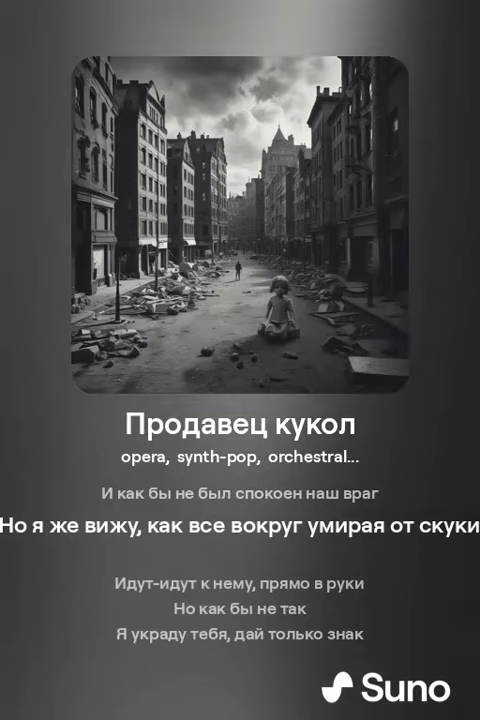 Продавец кукол
opera, synth-pop, orchestral...
И как бы не был спокоен наш враг
Но я же вижу, как все вокруг умирая от скуки
Идут-идут к нему, прямо в руки
Но как бы не так
Я украду тебя, дай только знак
Suno